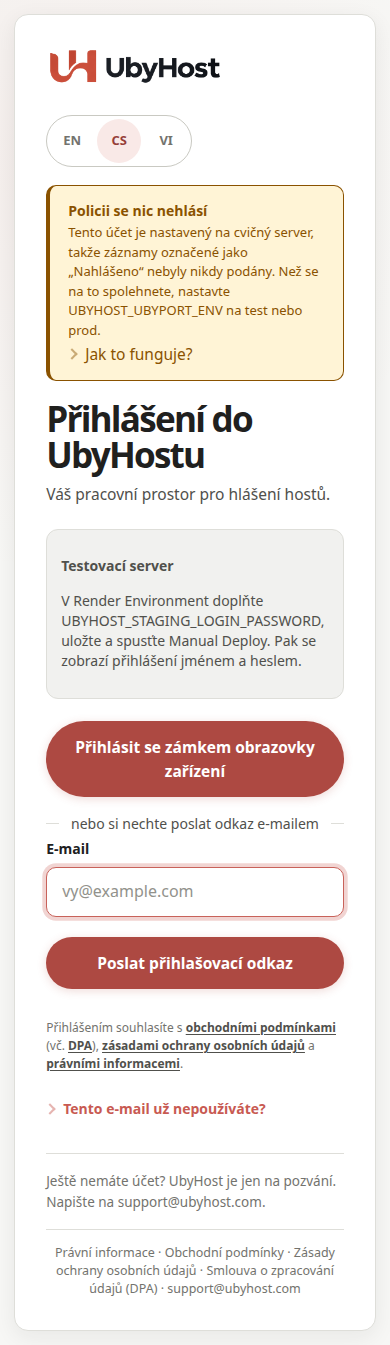 UbyHost
EN CS VI
Policii se nic nehlásí
Tento účet je nastavený na cvičný server,
takže záznamy označené jako
„Nahlášeno“ nebyly nikdy podány. Než se
na to spolehnete, nastavte
UBYHOST_UBYPORT_ENV na test nebo
prod.
Jak to funguje?
Přihlášení do
UbyHostu
Váš pracovní prostor pro hlášení hostů.
Testovací server
V Render Environment doplňte
UBYHOST_STAGING_LOGIN_PASSWORD,
uložte a spusťte Manual Deploy. Pak se
zobrazí přihlášení jménem a heslem.
Přihlásit se zámkem obrazovky
zařízení
nebo si nechte poslat odkaz e-mailem
E-mail
vy@example.com
Poslat přihlašovací odkaz
Přihlášením souhlasíte s obchodními podmínkami
(vč. DPA), zásadami ochrany osobních údajů a
právními informacemi.
Tento e-mail už nepoužíváte?
Ještě nemáte účet? UbyHost je jen na pozvání.
Napište na support@ubyhost.com.
Právní informace · Obchodní podmínky · Zásady
ochrany osobních údajů · Smlouva o zpracování
údajů (DPA) · support@ubyhost.com